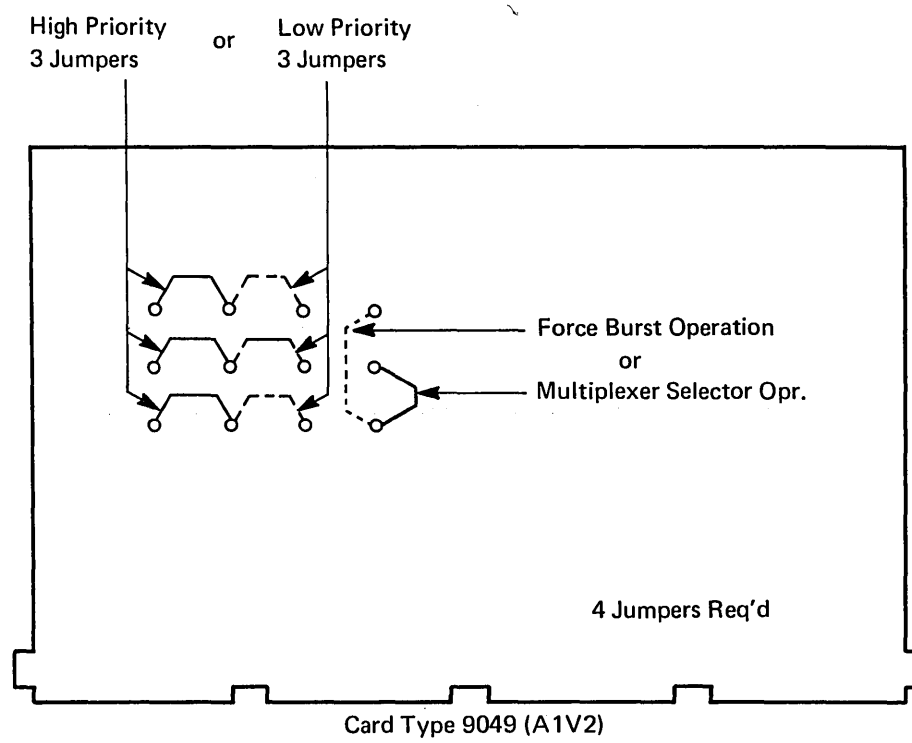 High Priority
3 Jumpers
or
Low Priority
3 Jumpers
Force Burst Operation
or
Multiplexer Selector Opr.
4 Jumpers Req'd
Card Type 9049 (A1V2)